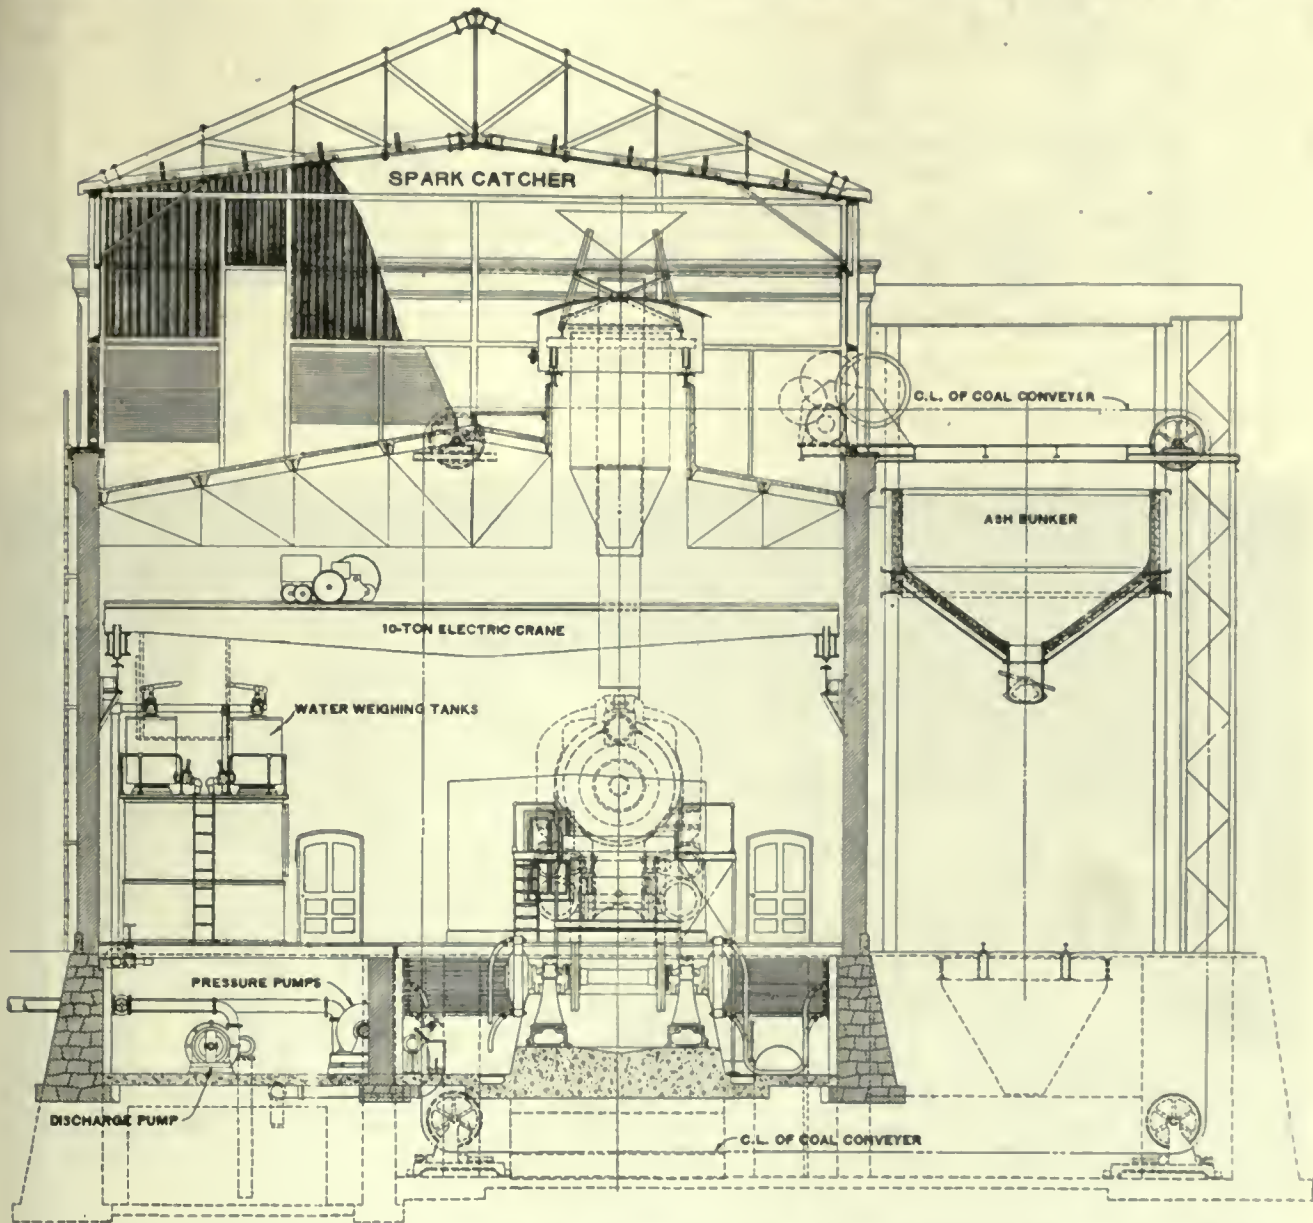 SPARK CATCHER
C.L. OF COAL CONVEYER
ASH BUNKER
10-TON ELECTRIC CRANE
WATER WEIGHING TANKS
PRESSURE PUMPS
DISCHARGE PUMP
C.L. OF COAL CONVEYER